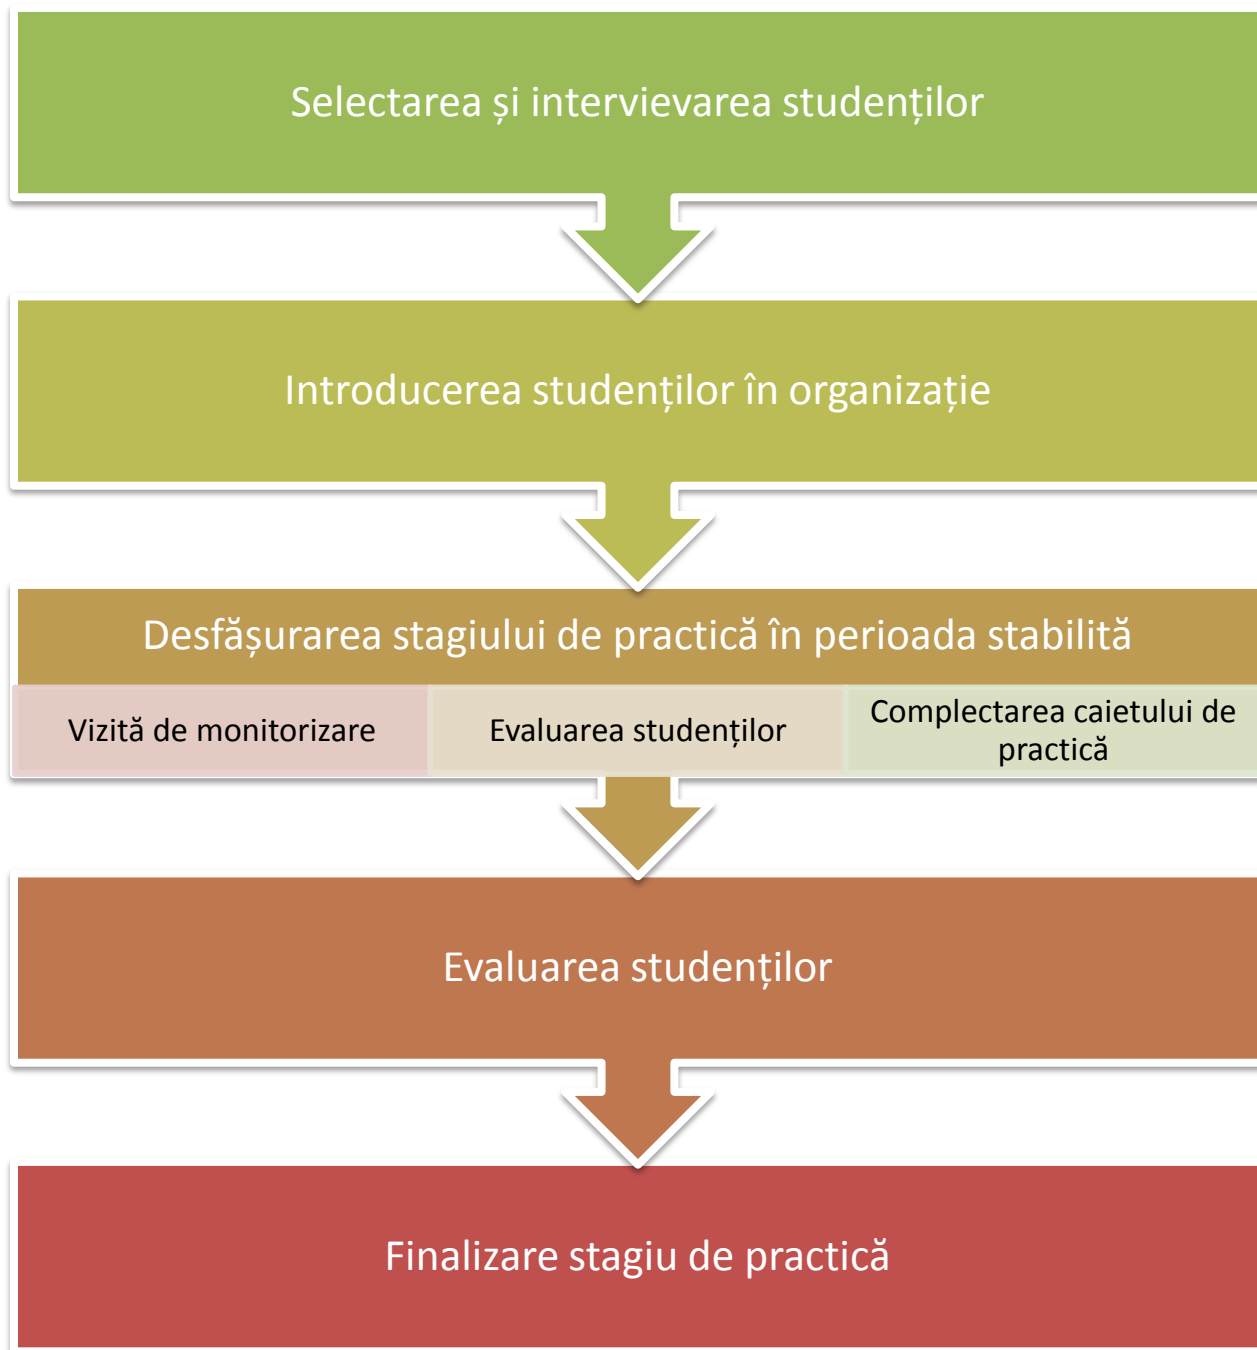 Selectarea și intervievarea studenților
Introducerea studenților în organizație
Desfășurarea stagiului de practică în perioada stabilită
Vizită de monitorizare
Evaluarea studenților
Complectarea caietului de
practică
Evaluarea studenților
Finalizare stagiu de practică